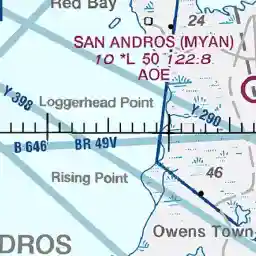 Red Bay
24
SAN ANDROS (MYAN)
10 *L 50 122.8
AOE
Y 398
Loggerhead Point
Y 290
B 646
BR 49V
Rising Point
46
Owens Town
DROS